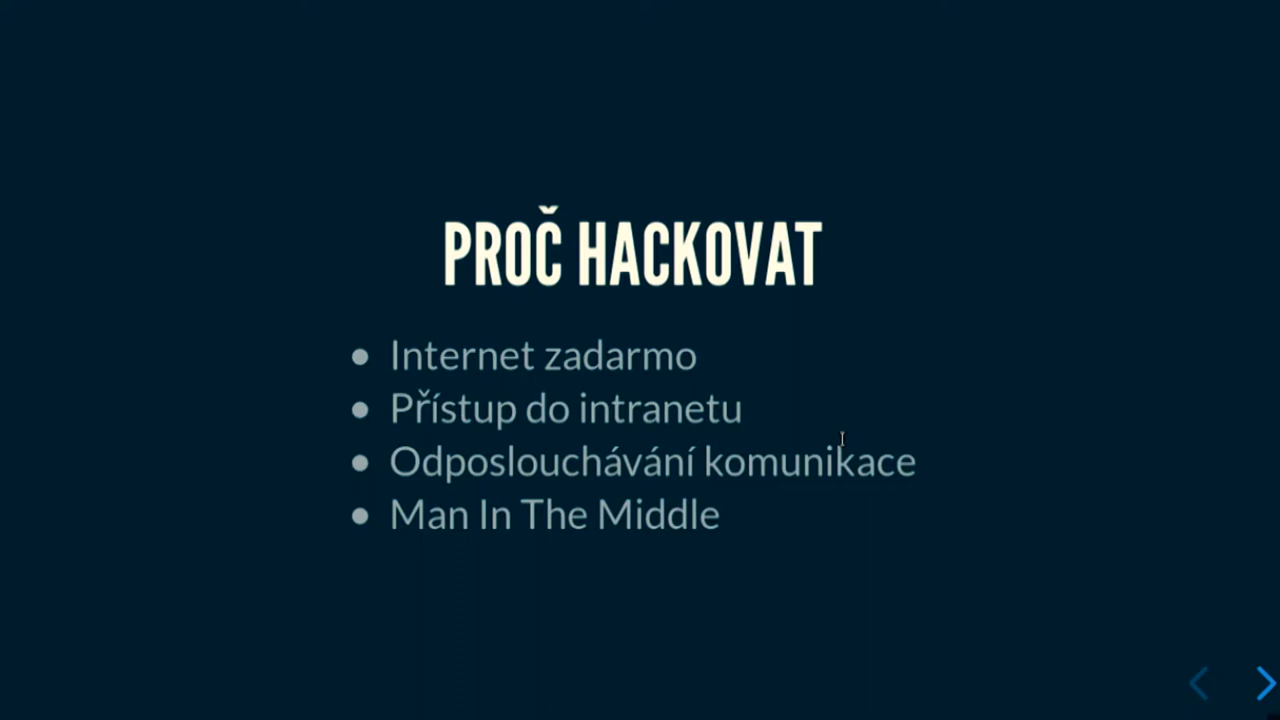 PROČ HACKOVAT
Internet zadarmo
Přístup do intranetu
Odposlouchávání komunikace
Man In The Middle